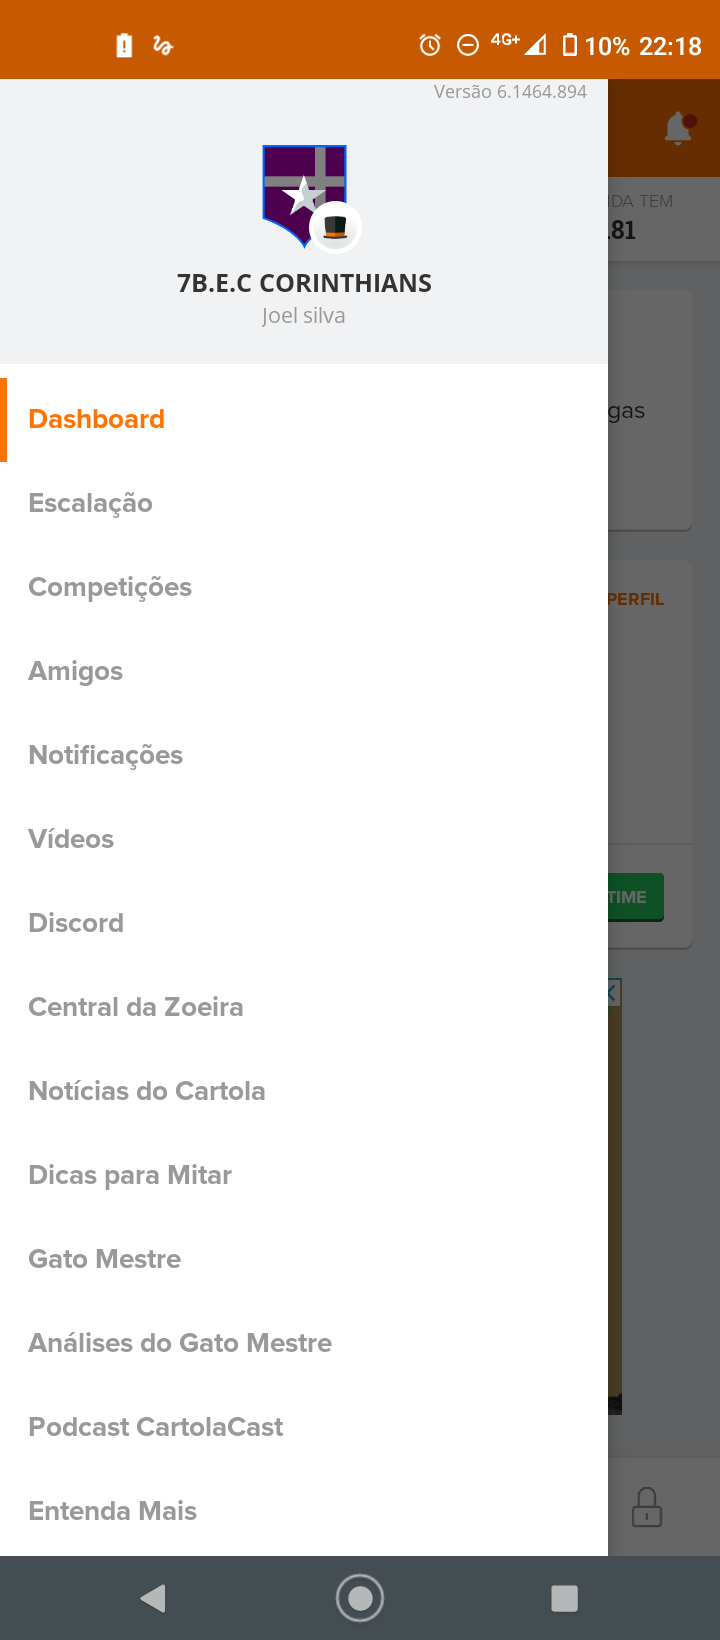 4G+ 10% 22:18
Versão 6.1464.894
7B.E.C CORINTHIANS
Joel silva
Dashboard
Escalação
Competições
Amigos
Notificações
Vídeos
Discord
Central da Zoeira
Notícias do Cartola
Dicas para Mitar
Gato Mestre
Análises do Gato Mestre
Podcast CartolaCast
Entenda Mais
TEM
81
gas
PERFIL
TIME